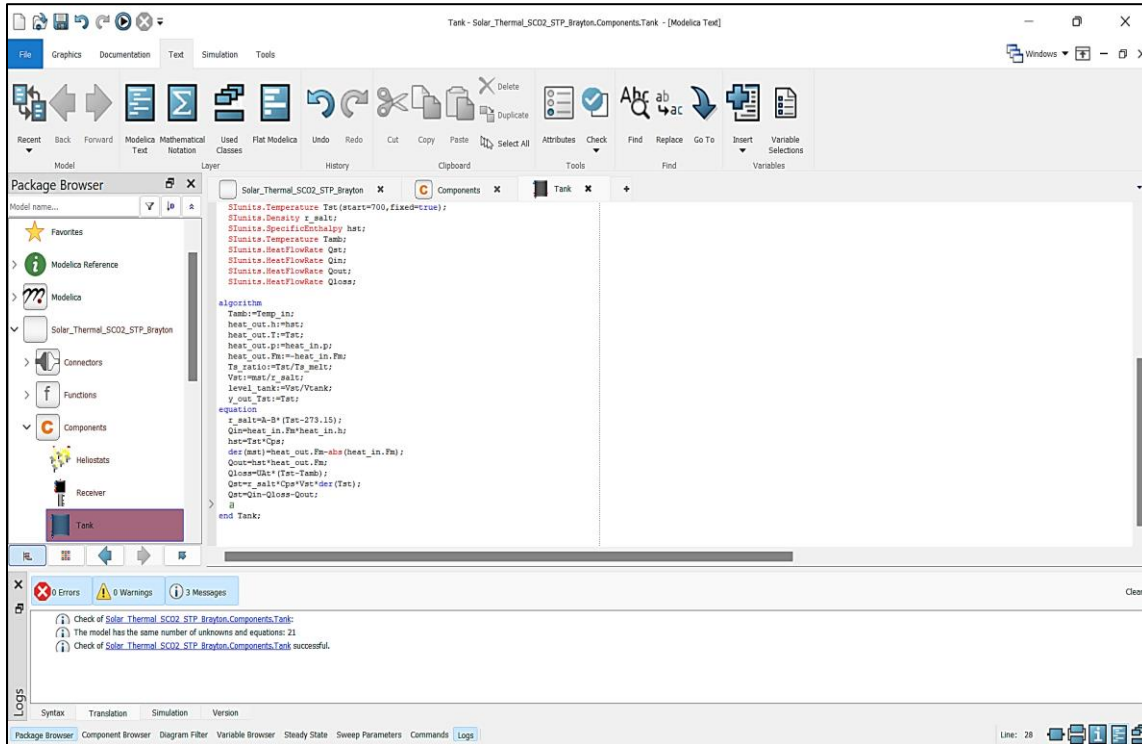 Tank - Solar_Thermal_SCO2_STP_Brayton.Components.Tank - [Modelica Text]
File Graphics Documentation Text Simulation Tools Windows
Recent Back Forward Modelica Text Mathematical Notation Used Classes Flat Modelica Undo Redo Cut Copy Paste Delete Duplicate Select All Attributes Check Find Replace Go To Insert Variable Selections
Model Layer History Clipboard Tools Find Variables
Package Browser
Model name...
Favorites
Modelica Reference
Modelica
Solar_Thermal_SCO2_STP_Brayton
Connectors
Functions
Components
Heliostats
Receiver
Tank
Solar_Thermal_SCO2_STP_Brayton Components Tank
SIunits.Temperature Tst(start=700,fixed=true);
SIunits.Density r_salt;
SIunits.SpecificEnthalpy hst;
SIunits.Temperature Tamb;
SIunits.HeatFlowRate Qst;
SIunits.HeatFlowRate Qin;
SIunits.HeatFlowRate Qout;
SIunits.HeatFlowRate Qloss;
algorithm
Tamb:=Temp_in;
heat_out.h:=hst;
heat_out.T:=Tst;
heat_out.p:=heat_in.p;
heat_out.Fm:=-heat_in.Fm;
Ts_ratio:=Tst/Ts_melt;
Vst:=mst/r_salt;
level_tank:=Vst/Vtank;
y_out_Tst:=Tst;
equation
r_salt=A-B*(Tst-273.15);
Qin=heat_in.Fm*heat_in.h;
hst=Tst*Cps;
der(mst)=heat_out.Fm-abs(heat_in.Fm);
Qout=hst*heat_out.Fm;
Qloss=UAt*(Tst-Tamb);
Qst=r_salt*Cps*Vst*der(Tst);
Qst=Qin-Qloss-Qout;
a
end Tank;
0 Errors 0 Warnings 3 Messages Clear
Check of Solar_Thermal_SCO2_STP_Brayton.Components.Tank:
The model has the same number of unknowns and equations: 21
Check of Solar_Thermal_SCO2_STP_Brayton.Components.Tank successful.
Logs
Syntax Translation Simulation Version
Package Browser Component Browser Diagram Filter Variable Browser Steady State Sweep Parameters Commands Logs Line: 28